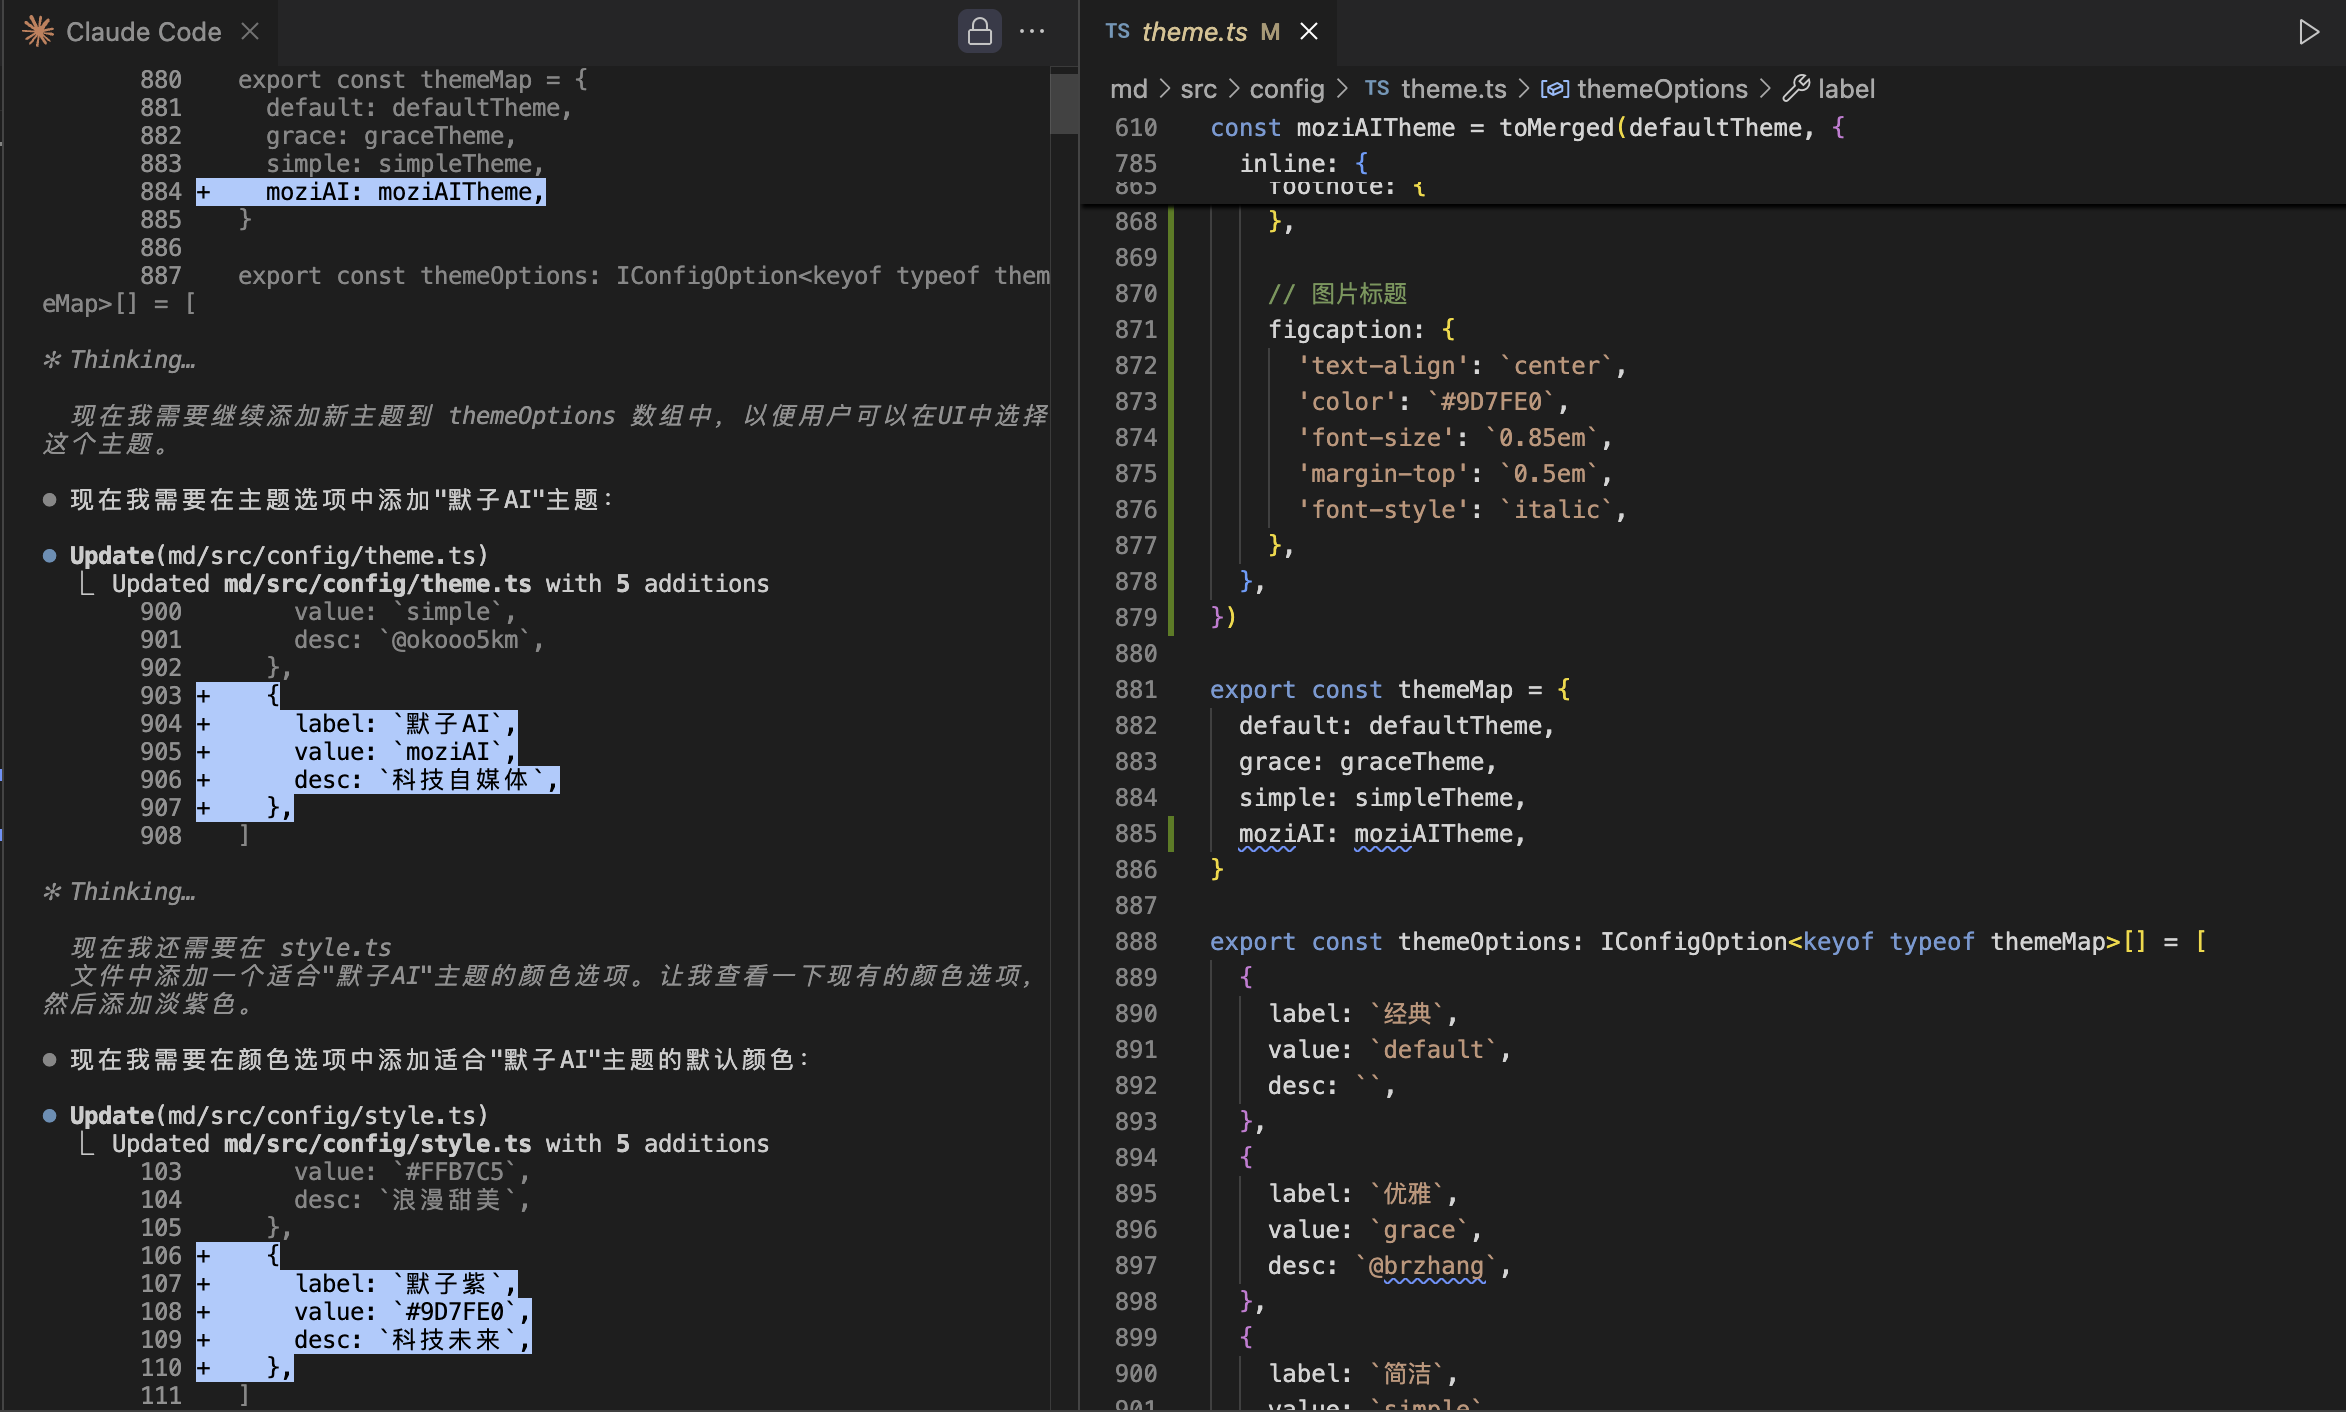 Claude Code
880 export const themeMap = {
881 default: defaultTheme,
882 grace: graceTheme,
883 simple: simpleTheme,
884 + moziAI: moziAITheme,
885 }
886
887 export const themeOptions: IConfigOption<keyof typeof them
eMap>[] = [
✻ Thinking…
现在我需要继续添加新主题到 themeOptions 数组中，以便用户可以在UI中选择
这个主题。
● 现在我需要在主题选项中添加"默子AI"主题：
● Update(md/src/config/theme.ts)
⎿ Updated md/src/config/theme.ts with 5 additions
900 value: `simple`,
901 desc: `@okooo5km`,
902 },
903 + {
904 + label: `默子AI`,
905 + value: `moziAI`,
906 + desc: `科技自媒体`,
907 + },
908 ]
✻ Thinking…
现在我还需要在 style.ts
文件中添加一个适合"默子AI"主题的颜色选项。让我查看一下现有的颜色选项，
然后添加淡紫色。
● 现在我需要在颜色选项中添加适合"默子AI"主题的默认颜色：
● Update(md/src/config/style.ts)
⎿ Updated md/src/config/style.ts with 5 additions
103 value: `#FFB7C5`,
104 desc: `浪漫甜美`,
105 },
106 + {
107 + label: `默子紫`,
108 + value: `#9D7FE0`,
109 + desc: `科技未来`,
110 + },
111 ]
TS theme.ts M
md > src > config > TS theme.ts > themeOptions > label
610 const moziAITheme = toMerged(defaultTheme, {
785 inline: {
865 footnote: {
868 },
869
870 // 图片标题
871 figcaption: {
872 'text-align': `center`,
873 'color': `#9D7FE0`,
874 'font-size': `0.85em`,
875 'margin-top': `0.5em`,
876 'font-style': `italic`,
877 },
878 },
879 })
880
881 export const themeMap = {
882 default: defaultTheme,
883 grace: graceTheme,
884 simple: simpleTheme,
885 moziAI: moziAITheme,
886 }
887
888 export const themeOptions: IConfigOption<keyof typeof themeMap>[] = [
889 {
890 label: `经典`,
891 value: `default`,
892 desc: ``,
893 },
894 {
895 label: `优雅`,
896 value: `grace`,
897 desc: `@brzhang`,
898 },
899 {
900 label: `简洁`,
901 value: `simple`